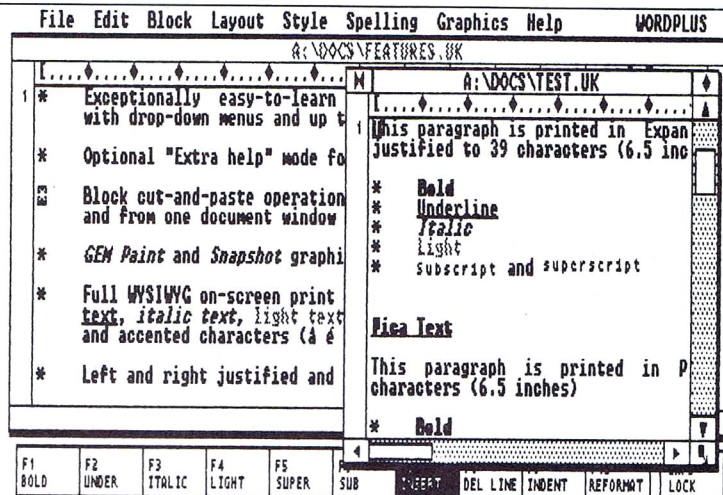 File Edit Block Layout Style Spelling Graphics Help WORDPLUS
A:\DOCS\FEATURES.UK
1
* Exceptionally easy-to-learn
with drop-down menus and up t
* Optional "Extra help" mode fo
Block cut-and-paste operation
and from one document window
* GEM Paint and Snapshot graphi
* Full WYSIWYG on-screen print
text, italic text, light text
and accented characters (â é
* Left and right justified and
A:\DOCS\TEST.UK
1
This paragraph is printed in Expan
justified to 39 characters (6.5 inc
* Bold
* Underline
* Italic
* Light
* Subscript and superscript
Pica Text
This paragraph is printed in P
characters (6.5 inches)
* Bold
F1 F2 F3 F4 F5
BOLD UNDER ITALIC LIGHT SUPER SUB INSERT DEL LINE INDENT REFORMAT LOCK